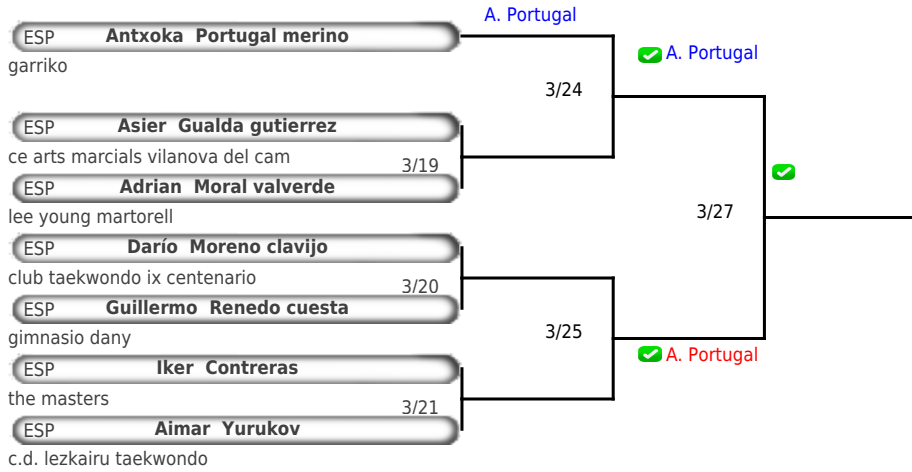 A. Portugal
ESP Antxoka Portugal merino
garriko
A. Portugal
3/24
ESP Asier Gualda gutierrez
ce arts marcials vilanova del cam
3/19
ESP Adrian Moral valverde
lee young martorell
3/27
ESP Darío Moreno clavijo
club taekwondo ix centenario
3/20
ESP Guillermo Renedo cuesta
gimnasio dany
3/25
A. Portugal
ESP Iker Contreras
the masters
3/21
ESP Aimar Yurukov
c.d. lezkairu taekwondo